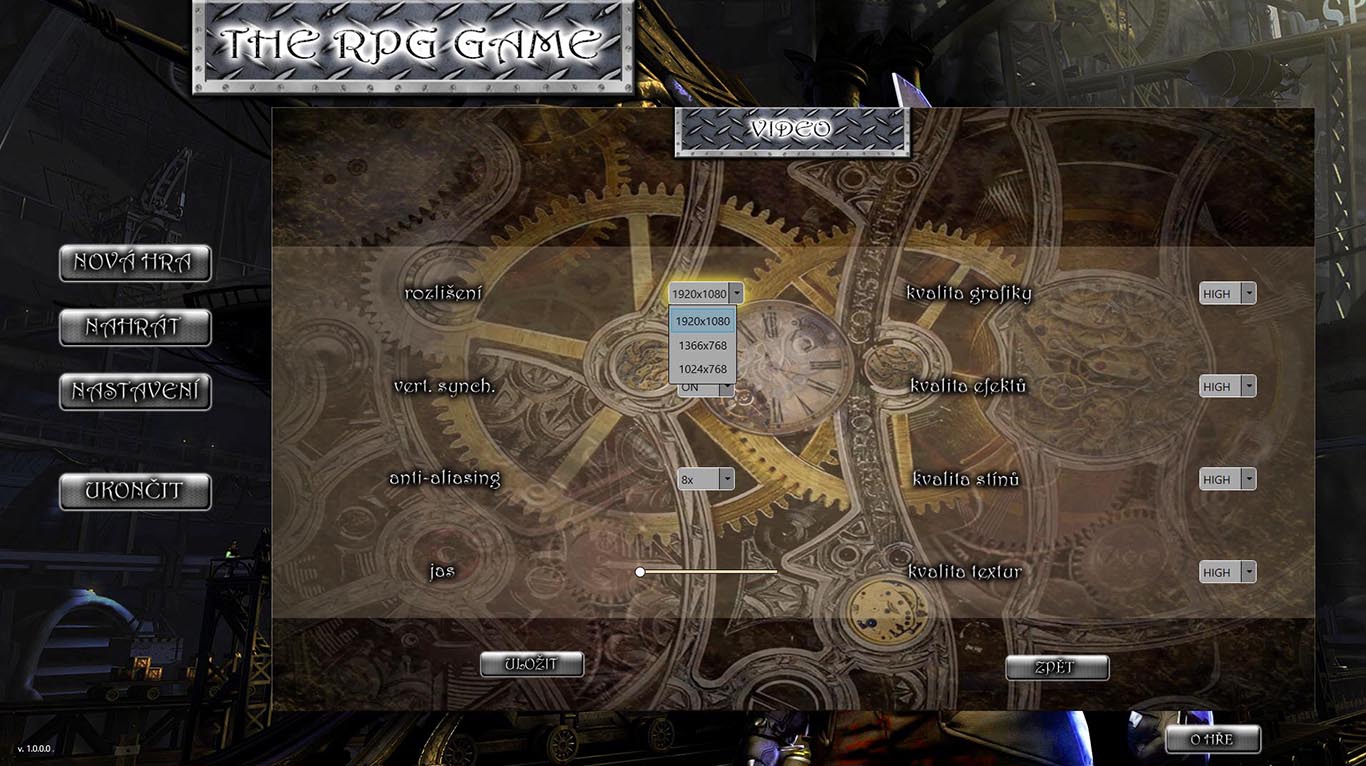 THE RPG GAME
VIDEO
NOVÁ HRA
NAHRÁT
NASTAVENÍ
UKONČIT
rozlišení
1920x1080
1920x1080
1366x768
1024x768
kvalita grafiky
HIGH
vert. synch.
ON
kvalita efektů
HIGH
anti-aliasing
8x
kvalita stínů
HIGH
jas
kvalita textur
HIGH
ULOŽIT
ZPĚT
O HŘE
v. 1.0.0.0
CONSTANTINO